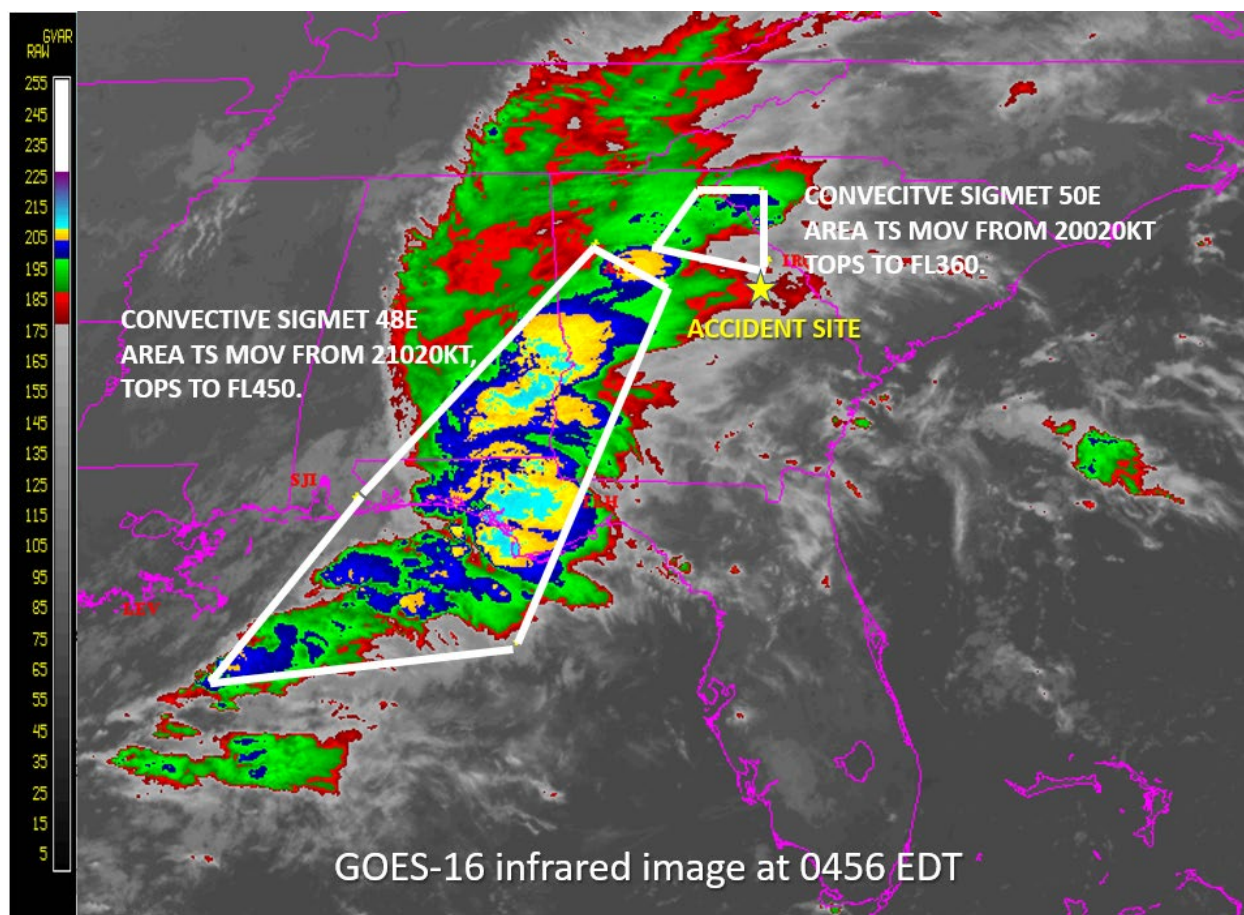 GVAR
RAW
255
245
235
225
215
205
195
185
175
165
155
145
135
125
115
105
95
85
75
65
55
45
35
25
15
5
CONVECITVE SIGMET 50E
AREA TS MOV FROM 20020KT
TOPS TO FL360.
ACCIDENT SITE
CONVECTIVE SIGMET 48E
AREA TS MOV FROM 21020KT,
TOPS TO FL450.
SJI
LEV
GOES-16 infrared image at 0456 EDT